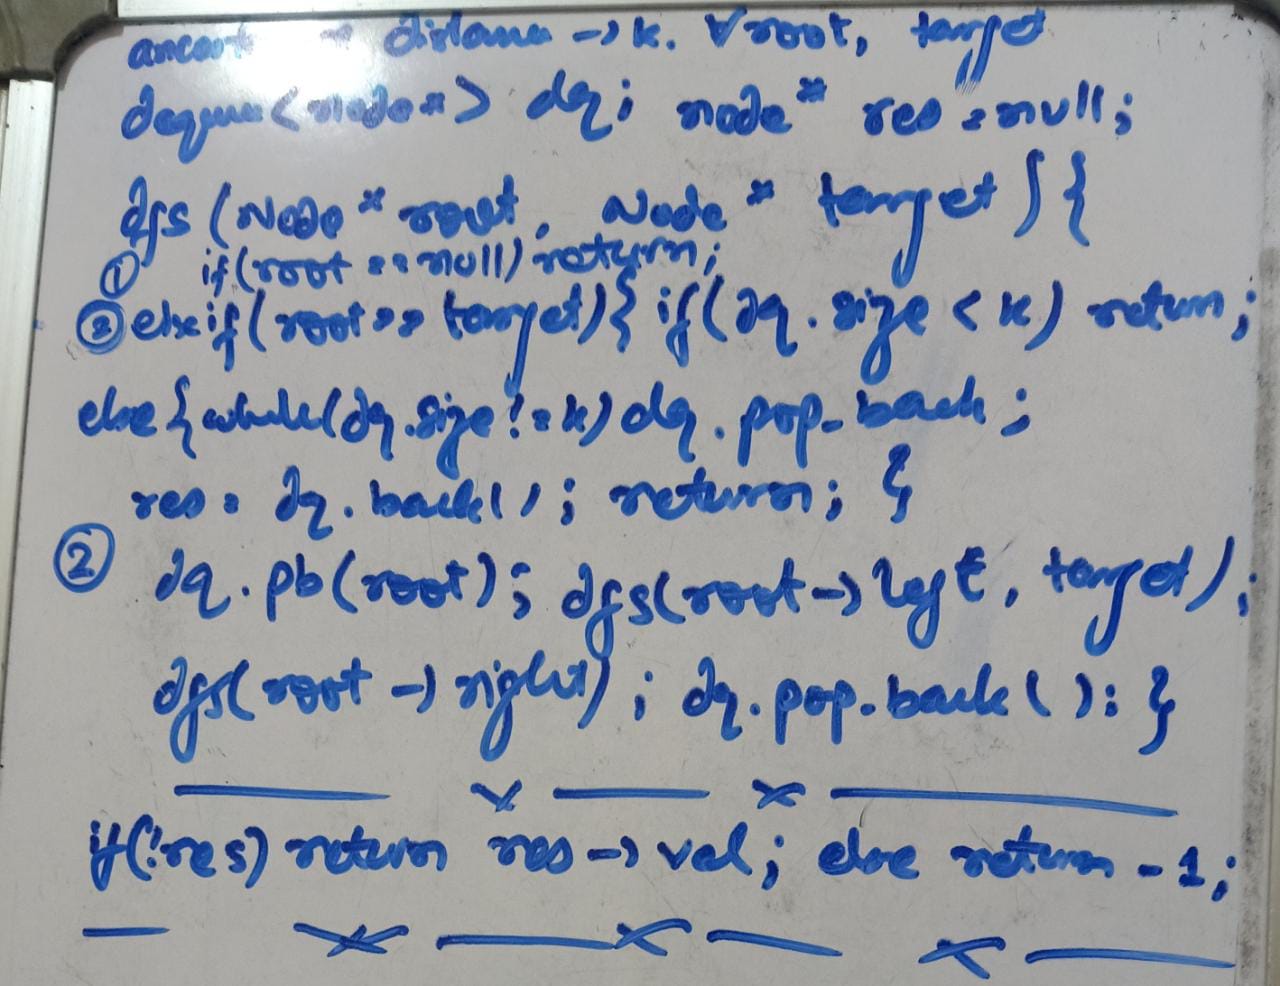 distance -> k. ∀ root, target
deque<node*> dq; node* res = null;
dfs (Node* root, Node* target) {
① if(root == null) return;
② else if(root == target){ if(dq.size < k) return;
else { while(dq.size != k) dq.pop-back;
res = dq.back(); return; }
② dq.pb(root); dfs(root->left, target);
dfs(root->right); dq.pop.back(); }
if(!res) return res->val; else return -1;